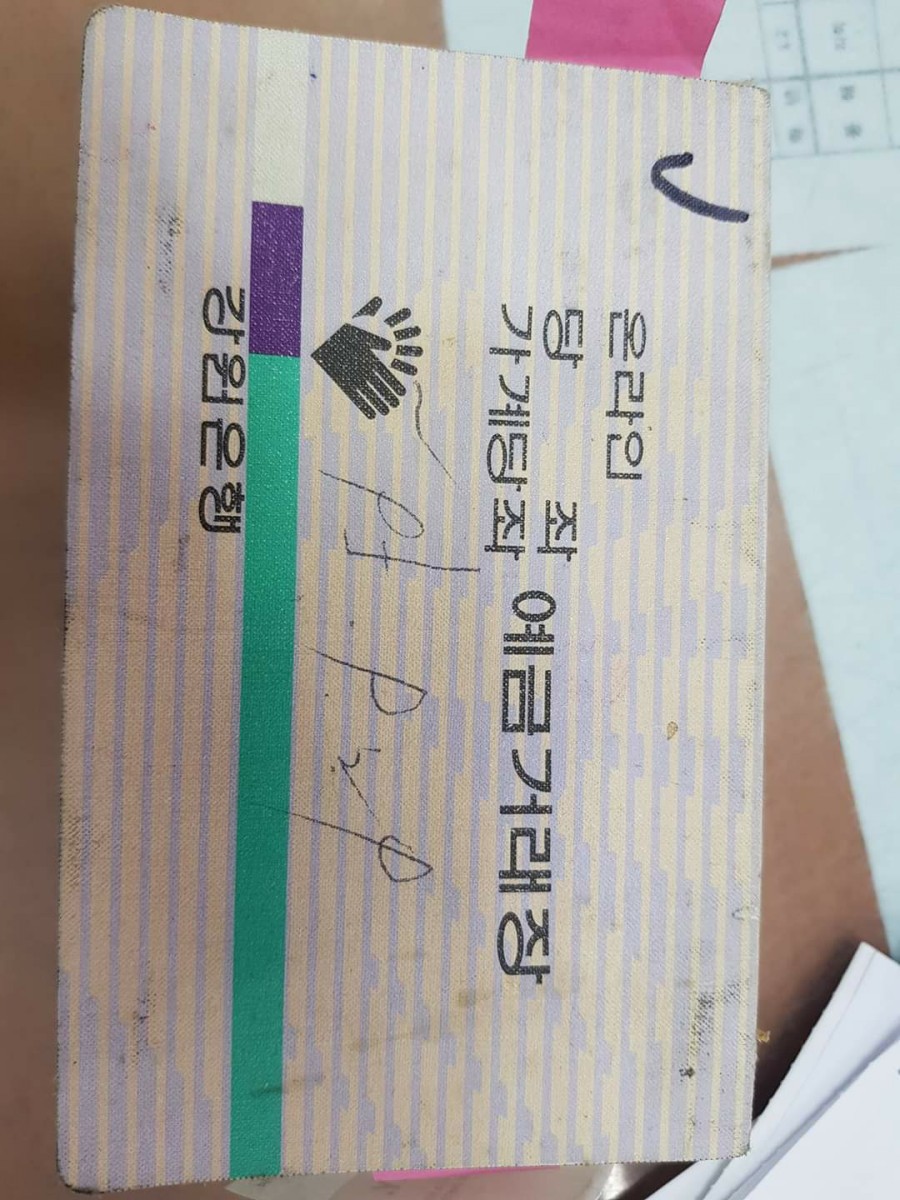 온라인
당 좌
가계당좌 예금거래장
강원은행